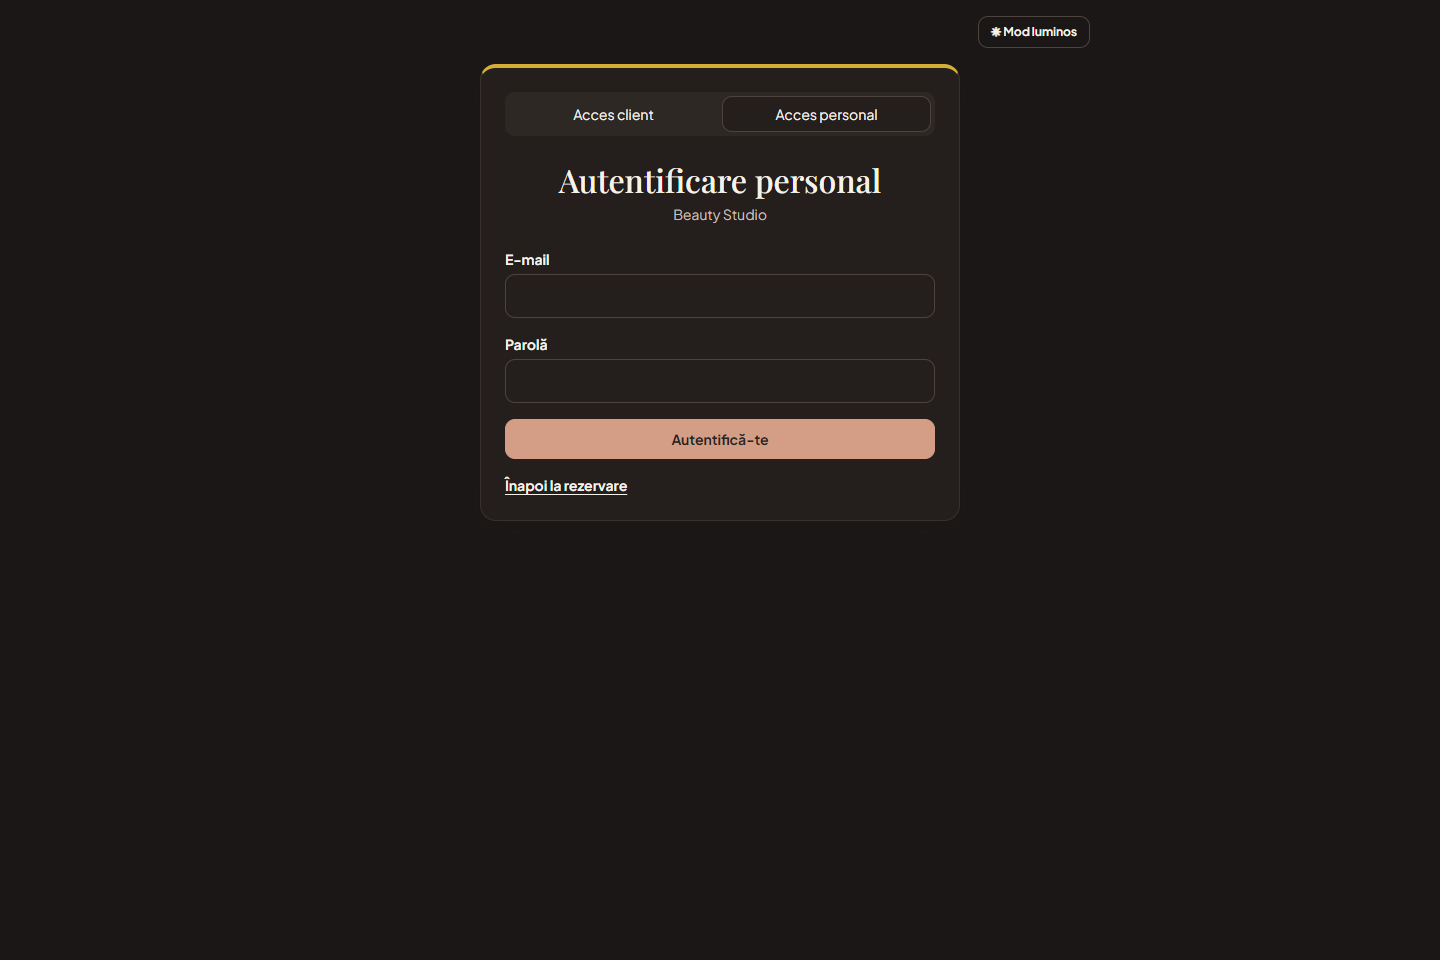 ❋ Mod luminos
Acces client
Acces personal
Autentificare personal
Beauty Studio
E-mail
Parolă
Autentifică-te
Înapoi la rezervare